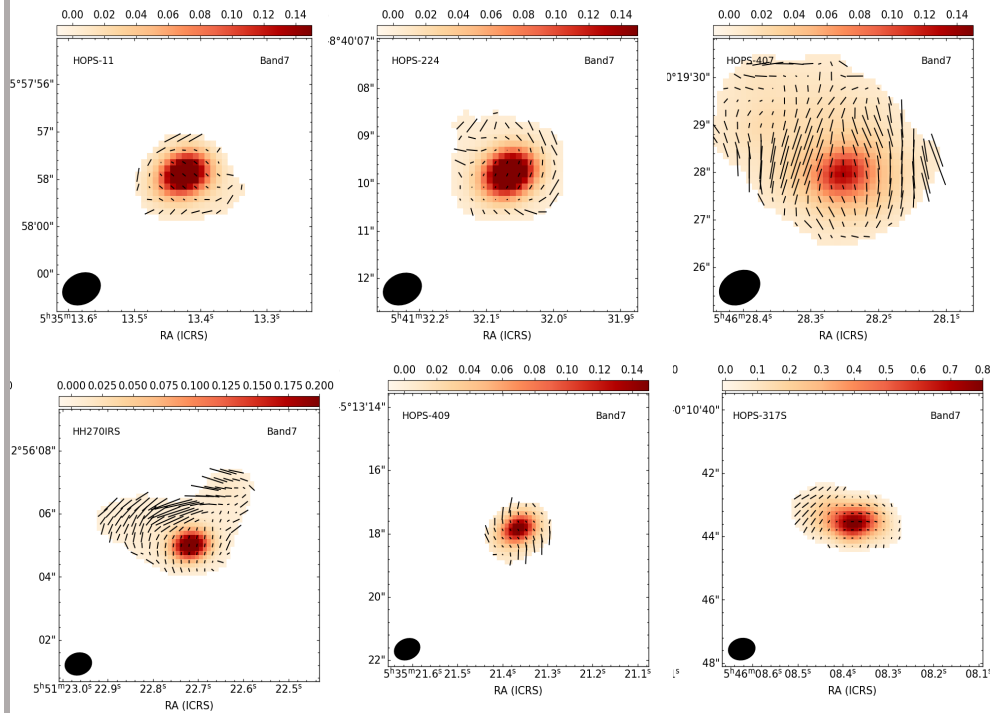 0.00 0.02 0.04 0.06 0.08 0.10 0.12 0.14
HOPS-11 Band7
5°57'56"
57"
58"
58'00"
00"
5ʰ35ᵐ13.6ˢ 13.5ˢ 13.4ˢ 13.3ˢ
RA (ICRS)
0.00 0.02 0.04 0.06 0.08 0.10 0.12 0.14
HOPS-224 Band7
8°40'07"
08"
09"
10"
11"
12"
5ʰ41ᵐ32.2ˢ 32.1ˢ 32.0ˢ 31.9ˢ
RA (ICRS)
0.00 0.02 0.04 0.06 0.08 0.10 0.12 0.14
HOPS-407 Band7
0°19'30"
29"
28"
27"
26"
5ʰ46ᵐ28.4ˢ 28.3ˢ 28.2ˢ 28.1ˢ
RA (ICRS)
0.000 0.025 0.050 0.075 0.100 0.125 0.150 0.175 0.200
HH270IRS Band7
2°56'08"
06"
04"
02"
5ʰ51ᵐ23.0ˢ 22.9ˢ 22.8ˢ 22.7ˢ 22.6ˢ 22.5ˢ
RA (ICRS)
0.00 0.02 0.04 0.06 0.08 0.10 0.12 0.14
HOPS-409 Band7
-5°13'14"
16"
18"
20"
22"
5ʰ35ᵐ21.6ˢ 21.5ˢ 21.4ˢ 21.3ˢ 21.2ˢ 21.1ˢ
RA (ICRS)
0.0 0.1 0.2 0.3 0.4 0.5 0.6 0.7 0.8
HOPS-317S Band7
0°10'40"
42"
44"
46"
48"
5ʰ46ᵐ08.6ˢ 08.5ˢ 08.4ˢ 08.3ˢ 08.2ˢ 08.1ˢ
RA (ICRS)